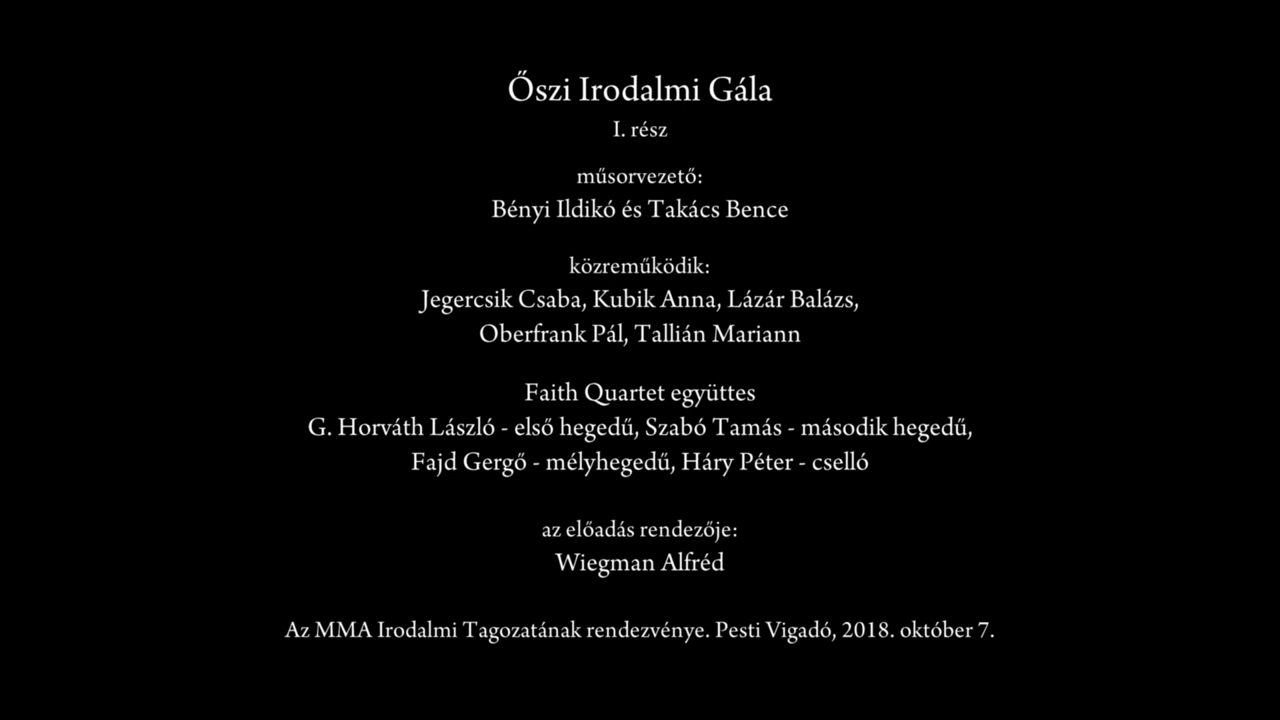 Őszi Irodalmi Gála
I. rész
műsorvezető:
Bényi Ildikó és Takács Bence
közreműködik:
Jegercsik Csaba, Kubik Anna, Lázár Balázs,
Oberfrank Pál, Tallián Mariann
Faith Quartet együttes
G. Horváth László - első hegedű, Szabó Tamás - második hegedű,
Fajd Gergő - mélyhegedű, Háry Péter - cselló
az előadás rendezője:
Wiegman Alfréd
Az MMA Irodalmi Tagozatának rendezvénye. Pesti Vigadó, 2018. október 7.